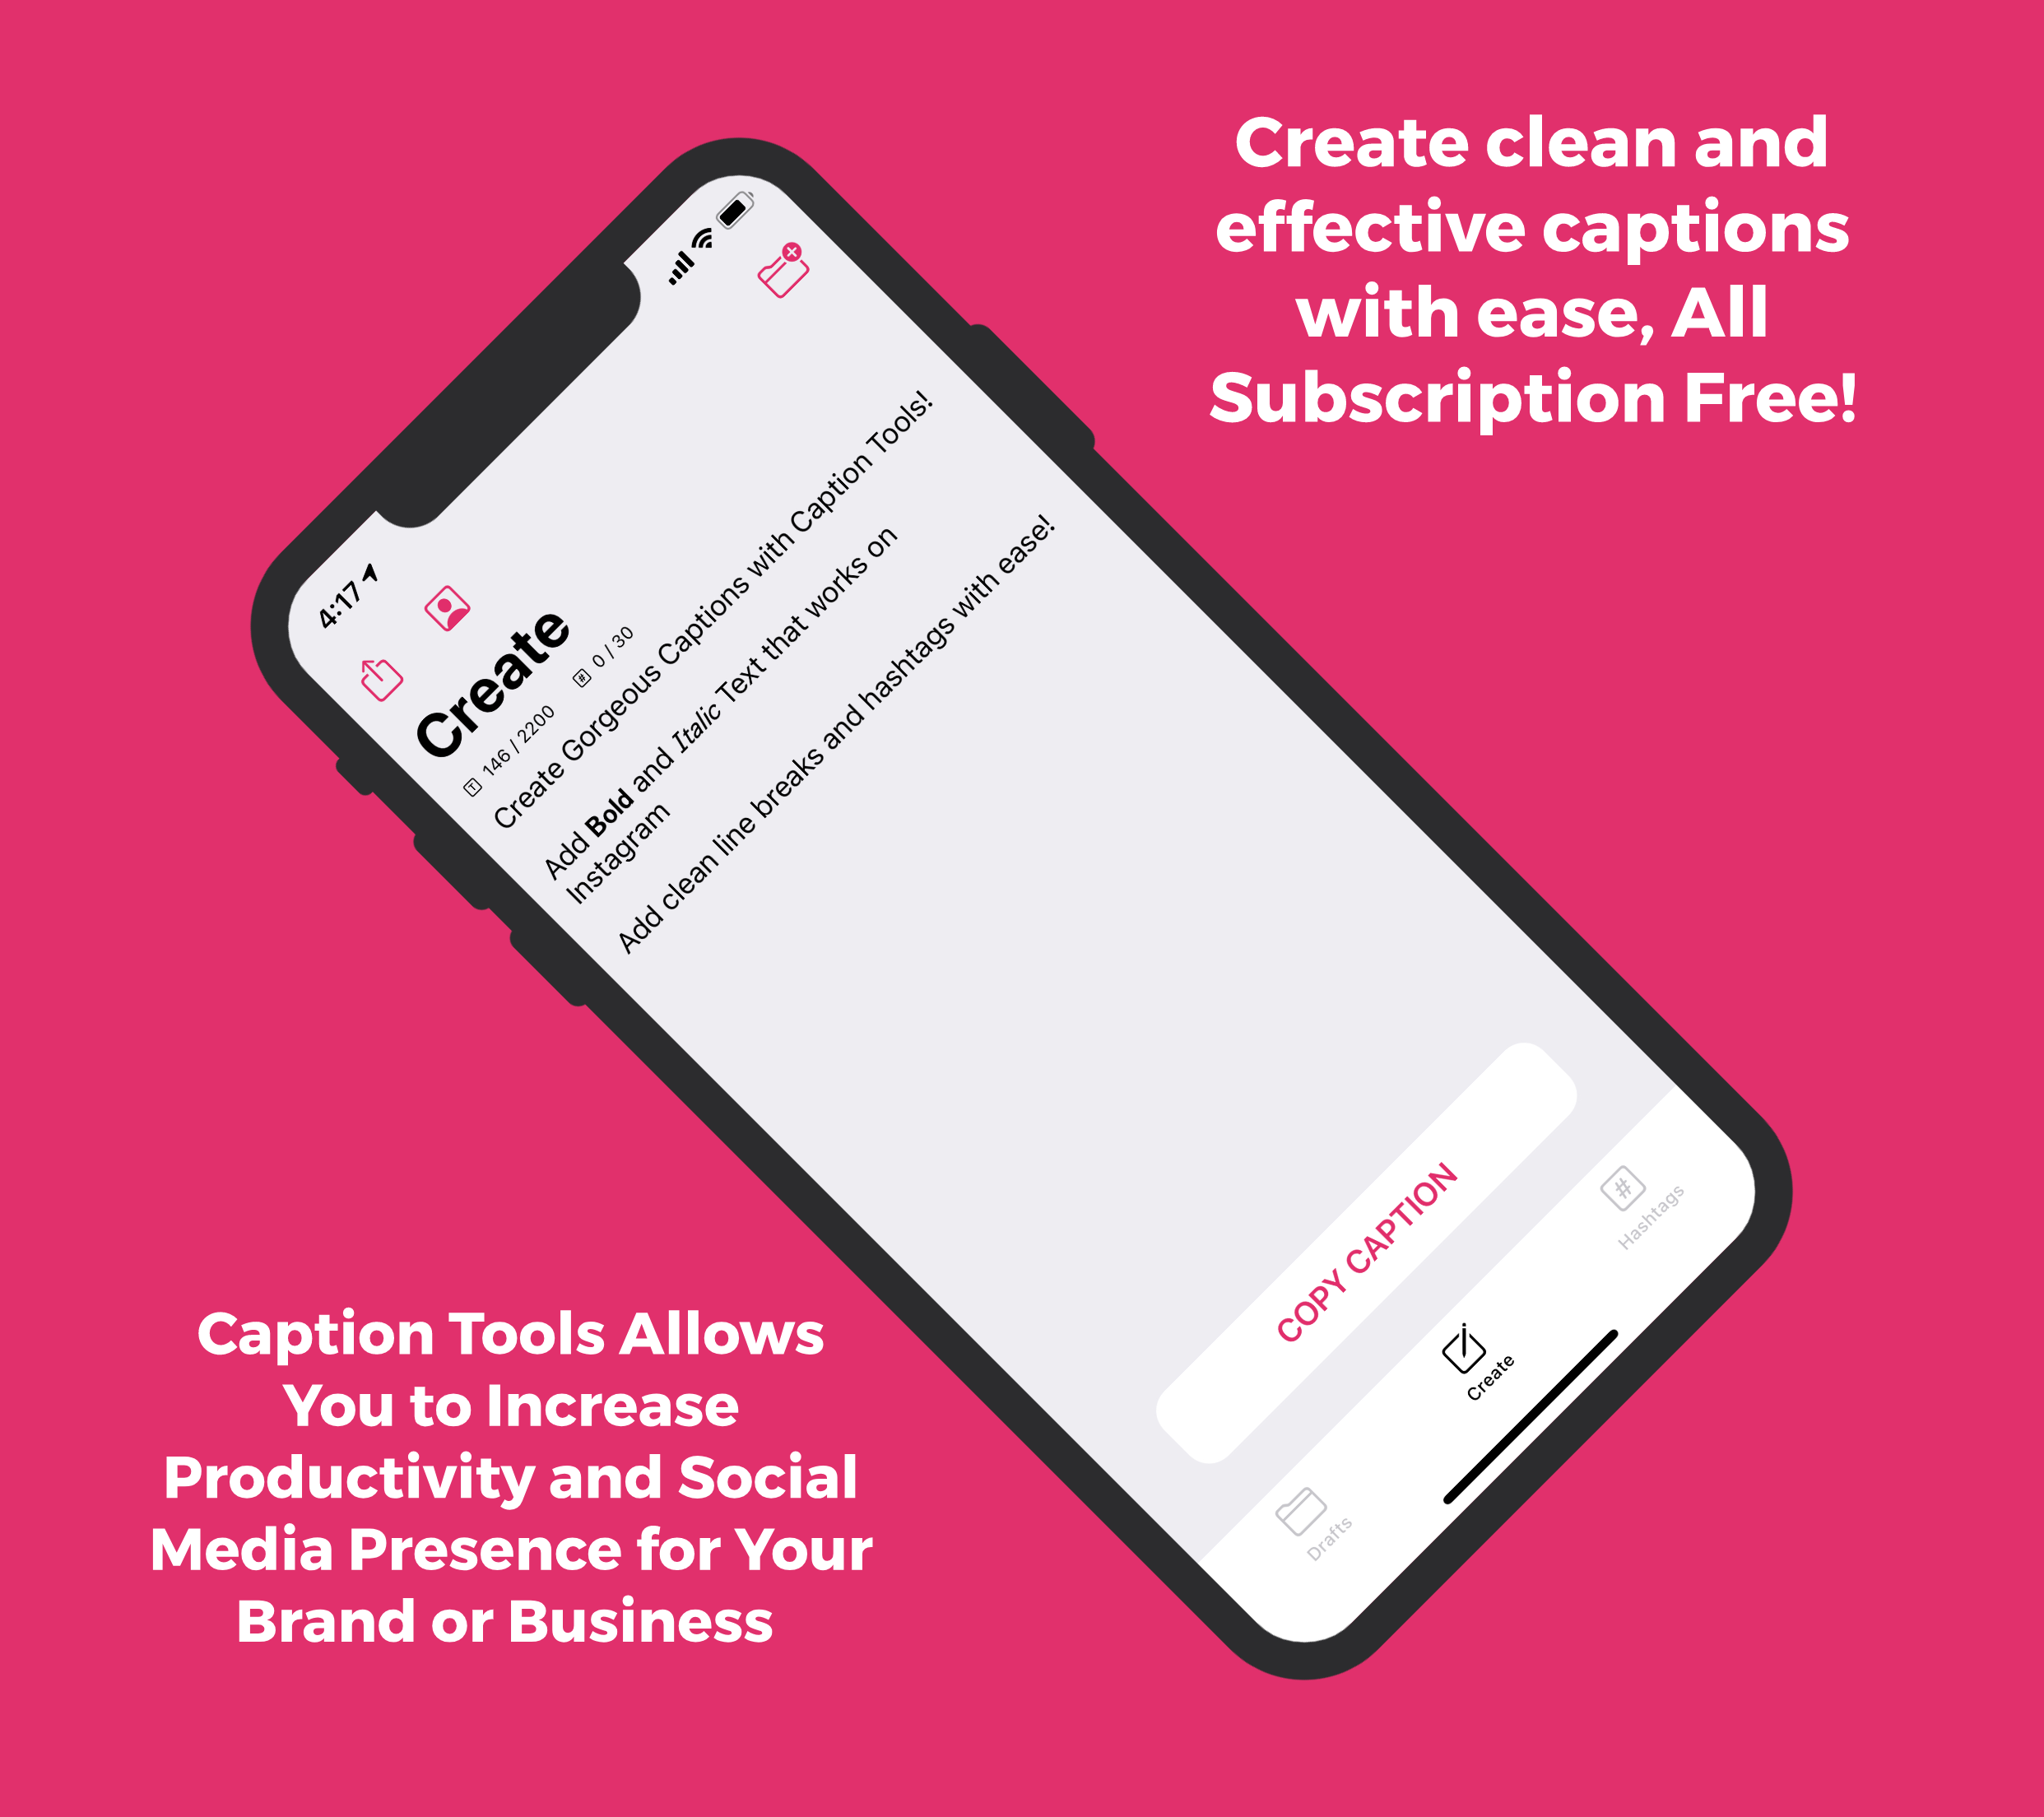 Create clean and
effective captions
with ease, All
Subscription Free!
4:17
Create
146 / 2200 # 0 / 30
Create Gorgeous Captions with Caption Tools!
Add Bold and Italic Text that works on
Instagram
Add clean line breaks and hashtags with ease!
COPY CAPTION
Drafts
Create
# Hashtags
Caption Tools Allows
You to Increase
Productivity and Social
Media Presence for Your
Brand or Business